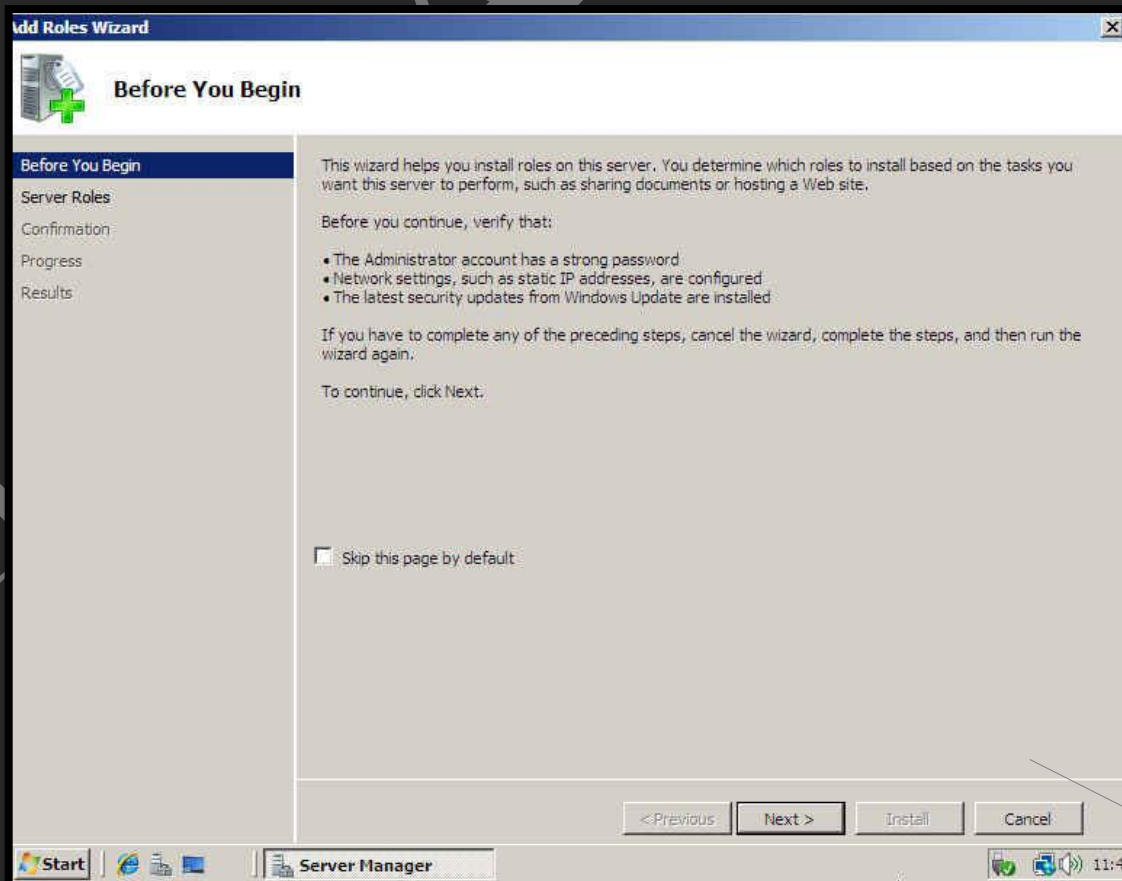 Add Roles Wizard
Before You Begin
Before You Begin
Server Roles
Confirmation
Progress
Results
This wizard helps you install roles on this server. You determine which roles to install based on the tasks you
want this server to perform, such as sharing documents or hosting a Web site.
Before you continue, verify that:
• The Administrator account has a strong password
• Network settings, such as static IP addresses, are configured
• The latest security updates from Windows Update are installed
If you have to complete any of the preceding steps, cancel the wizard, complete the steps, and then run the
wizard again.
To continue, click Next.
Skip this page by default
< Previous
Next >
Install
Cancel
Start
Server Manager